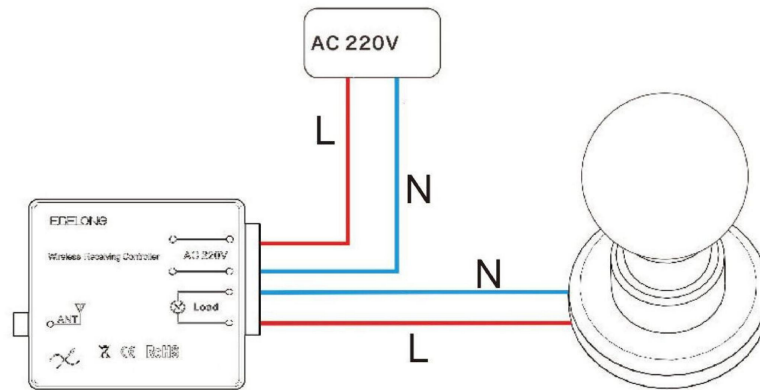 AC 220V
L
N
EDELONG
Wireless Receiving Controller
AC 220V
N
Load
ANT
CE RoHS
L